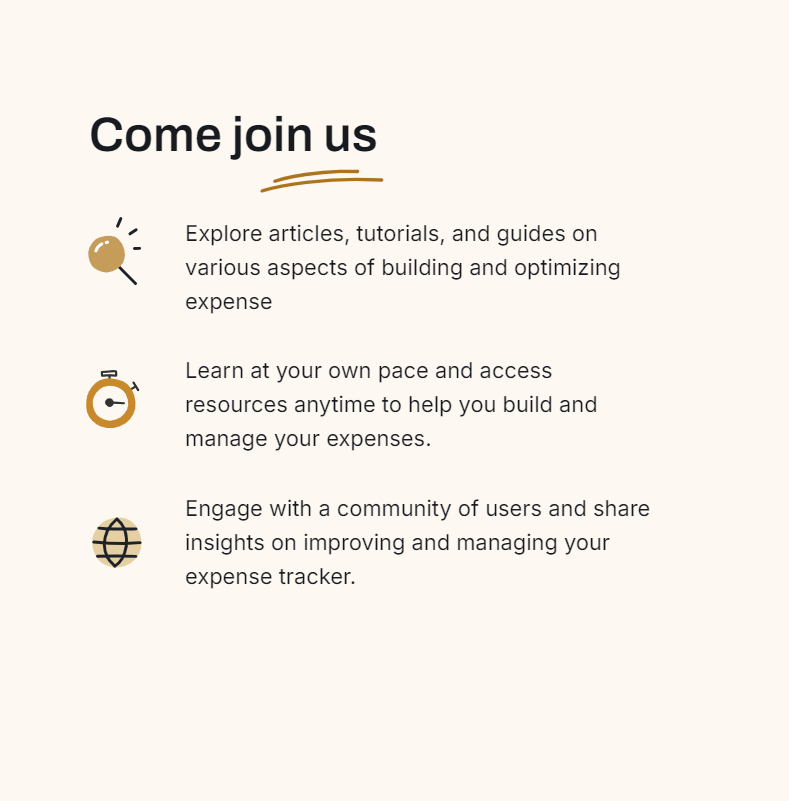 Come join us
Explore articles, tutorials, and guides on
various aspects of building and optimizing
expense
Learn at your own pace and access
resources anytime to help you build and
manage your expenses.
Engage with a community of users and share
insights on improving and managing your
expense tracker.